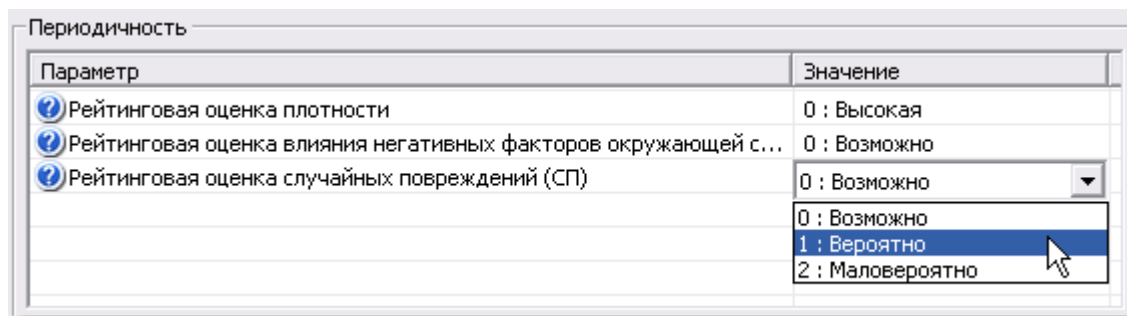 Периодичность
Параметр Значение
Рейтинговая оценка плотности 0 : Высокая
Рейтинговая оценка влияния негативных факторов окружающей с... 0 : Возможно
Рейтинговая оценка случайных повреждений (СП) 0 : Возможно
0 : Возможно
1 : Вероятно
2 : Маловероятно